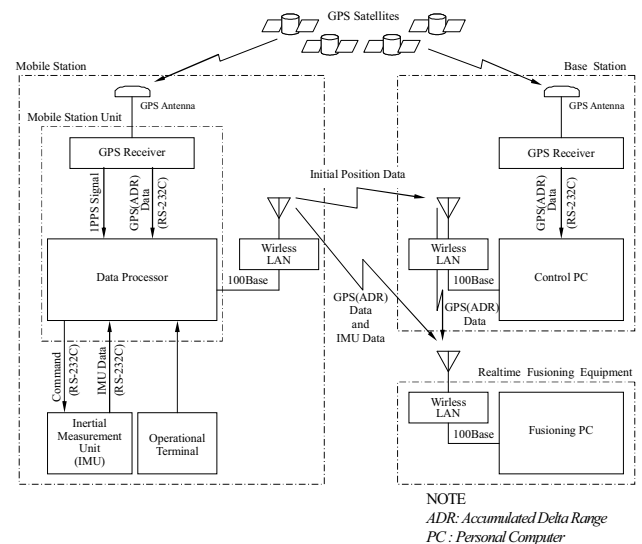 GPS Satellites
Mobile Station
Base Station
GPS Antenna
GPS Antenna
Mobile Station Unit
GPS Receiver
GPS Receiver
1PPS Signal
GPS(ADR)
Data
(RS-232C)
Initial Position Data
GPS(ADR)
Data
(RS-232C)
Data Processor
Wirless
LAN
100Base
Wirless
LAN
100Base
Control PC
GPS(ADR)
Data
and
IMU Data
GPS(ADR)
Data
Command
(RS-232C)
IMU Data
(RS-232C)
Realtime Fusioning Equipment
Inertial
Measurement
Unit
(IMU)
Operational
Terminal
Wirless
LAN
100Base
Fusioning PC
NOTE
ADR: Accumulated Delta Range
PC : Personal Computer